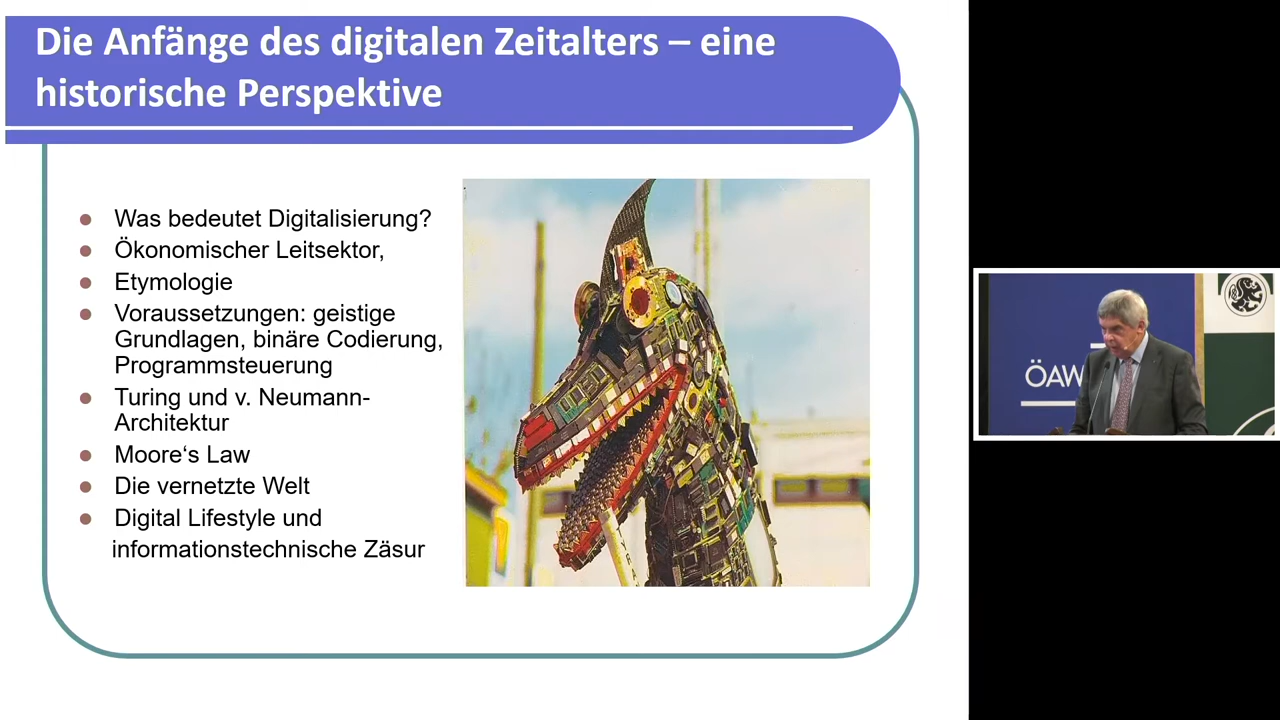 Die Anfänge des digitalen Zeitalters – eine
historische Perspektive
Was bedeutet Digitalisierung?
Ökonomischer Leitsektor,
Etymologie
Voraussetzungen: geistige
Grundlagen, binäre Codierung,
Programmsteuerung
Turing und v. Neumann-
Architektur
Moore‘s Law
Die vernetzte Welt
Digital Lifestyle und
informationstechnische Zäsur
ÖAW